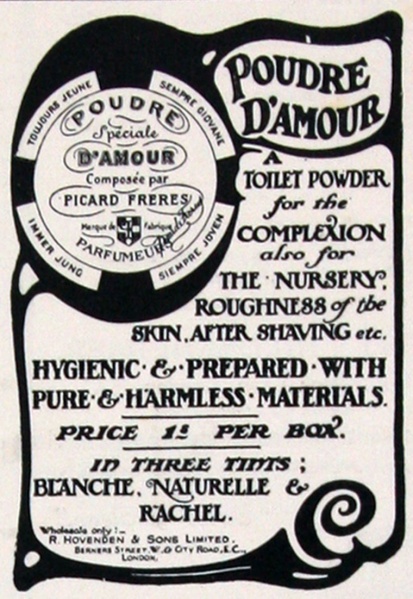 POUDRE
D'AMOUR
TOUJOURS JEUNE
SEMPRE GIOVANE
POUDRE
Spéciale
D'AMOUR
Composée par
PICARD FRERES
Marque de Fabrique
PARFUMEURS
IMMER JUNG
SIEMPRE JOVEN
A
TOILET POWDER
for the
COMPLEXION
also for
THE · NURSERY,
ROUGHNESS of the
SKIN, AFTER SHAVING etc.
HYGIENIC · & · PREPARED · WITH
PURE · & · HARMLESS · MATERIALS.
PRICE 1s PER BOX.
IN THREE TINTS;
BLANCHE, NATURELLE &
RACHEL.
Wholesale only:-
R. HOVENDEN & SONS LIMITED.
BERNERS STREET, W. & CITY ROAD, E.C.,
LONDON.